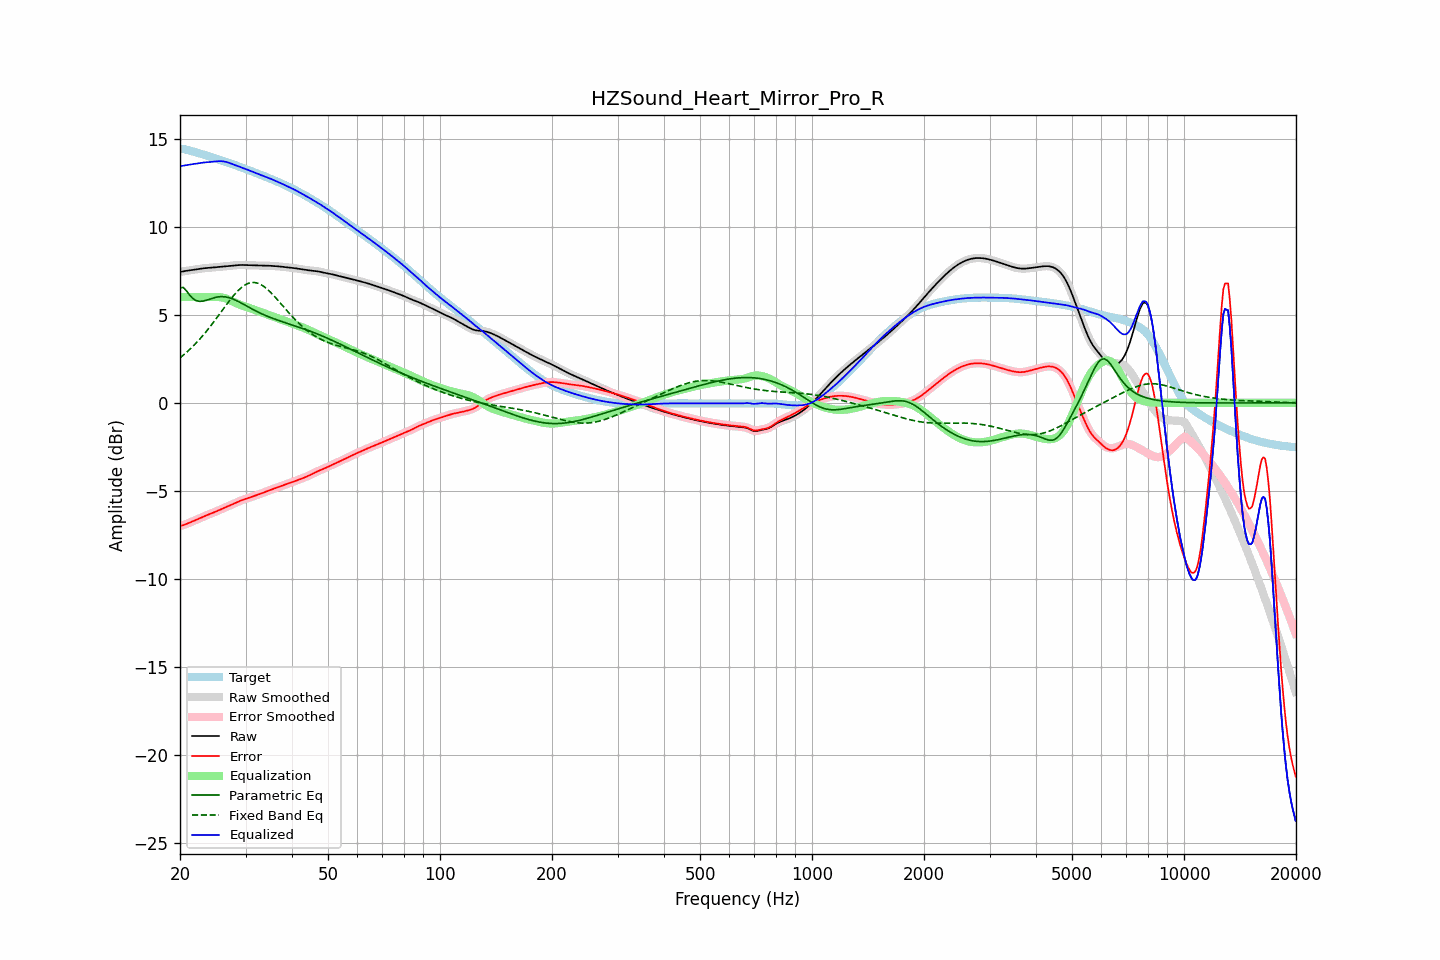 HZSound_Heart_Mirror_Pro_R
15
10
5
0
−5
−10
−15
−20
−25
Amplitude (dBr)
Target
Raw Smoothed
Error Smoothed
Raw
Error
Equalization
Parametric Eq
Fixed Band Eq
Equalized
20 50 100 200 500 1000 2000 5000 10000 20000
Frequency (Hz)